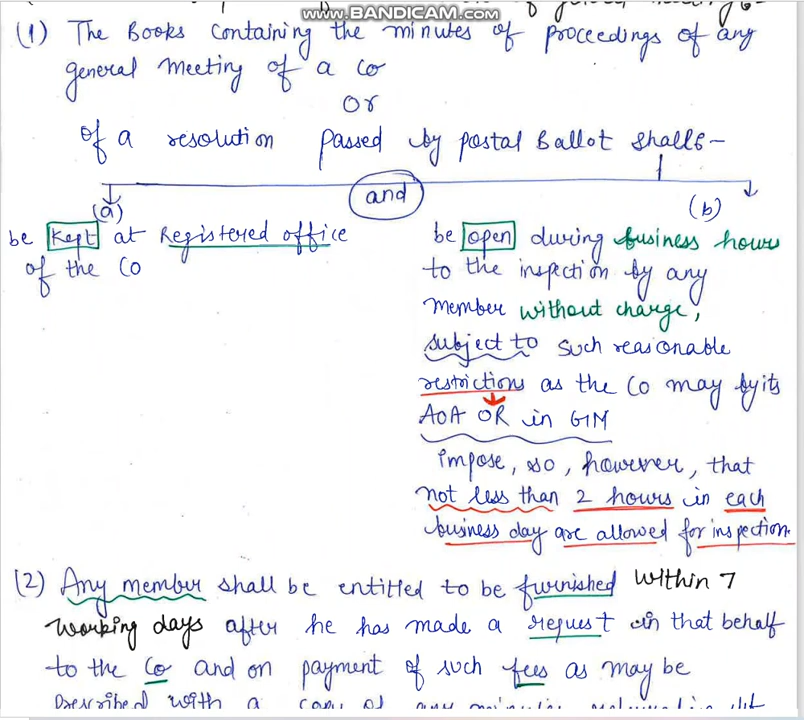 www.BANDICAM.com
(1) The Books containing the minutes of proceedings of any
general meeting of a Co
or
of a resolution passed by postal Ballot shall:-
and
(a)
be Kept at Registered office
of the Co
(b)
be open during business hours
to the inspection by any
member without charge,
subject to such reasonable
restrictions as the Co may by its
AOA OR in GM
impose, so, however, that
not less than 2 hours in each
business day are allowed for inspection.
(2) Any member shall be entitled to be furnished within 7
working days after he has made a request in that behalf
to the Co and on payment of such fees as may be
Prescribed with a copy of any